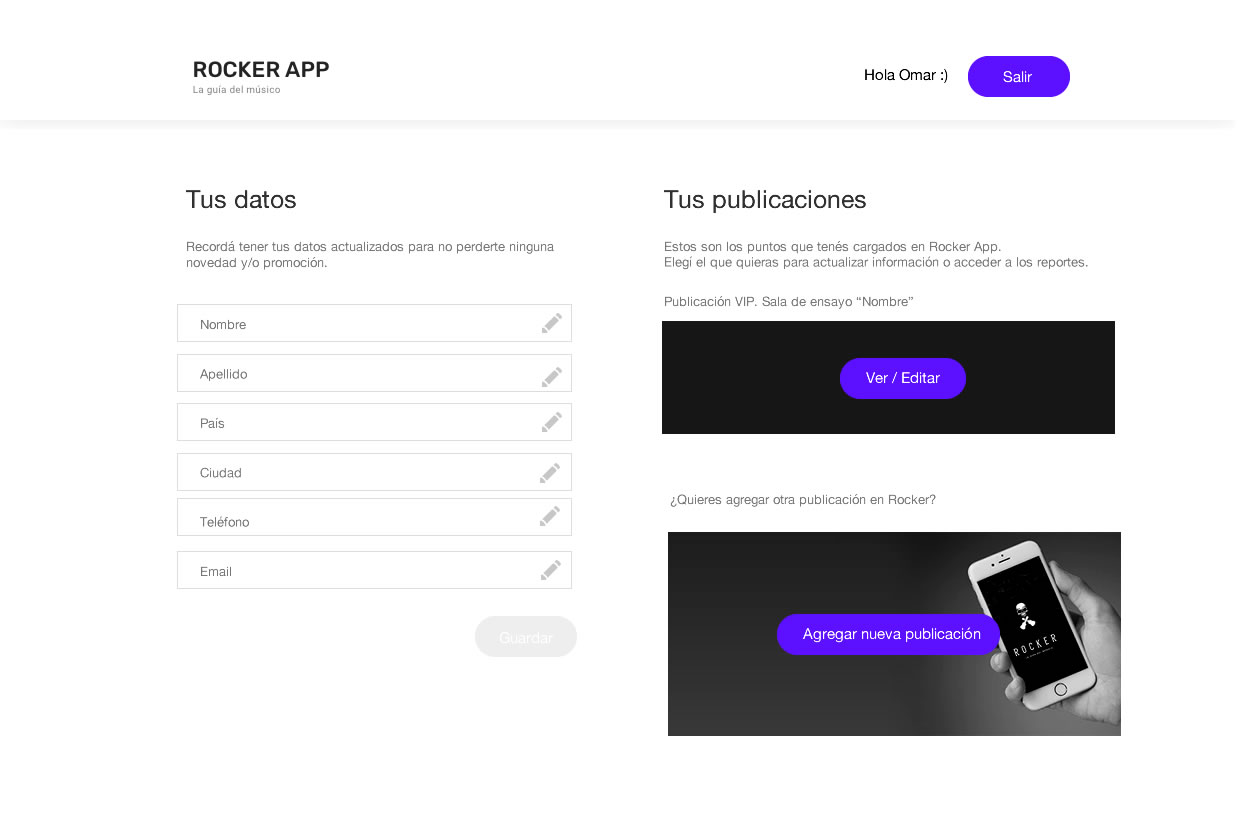 ROCKER APP
La guía del músico
Hola Omar :)
Salir
Tus datos
Recordá tener tus datos actualizados para no perderte ninguna
novedad y/o promoción.
Nombre
Apellido
País
Ciudad
Teléfono
Email
Guardar
Tus publicaciones
Estos son los puntos que tenés cargados en Rocker App.
Elegí el que quieras para actualizar información o acceder a los reportes.
Publicación VIP. Sala de ensayo “Nombre”
Ver / Editar
¿Quieres agregar otra publicación en Rocker?
Agregar nueva publicación
ROCKER